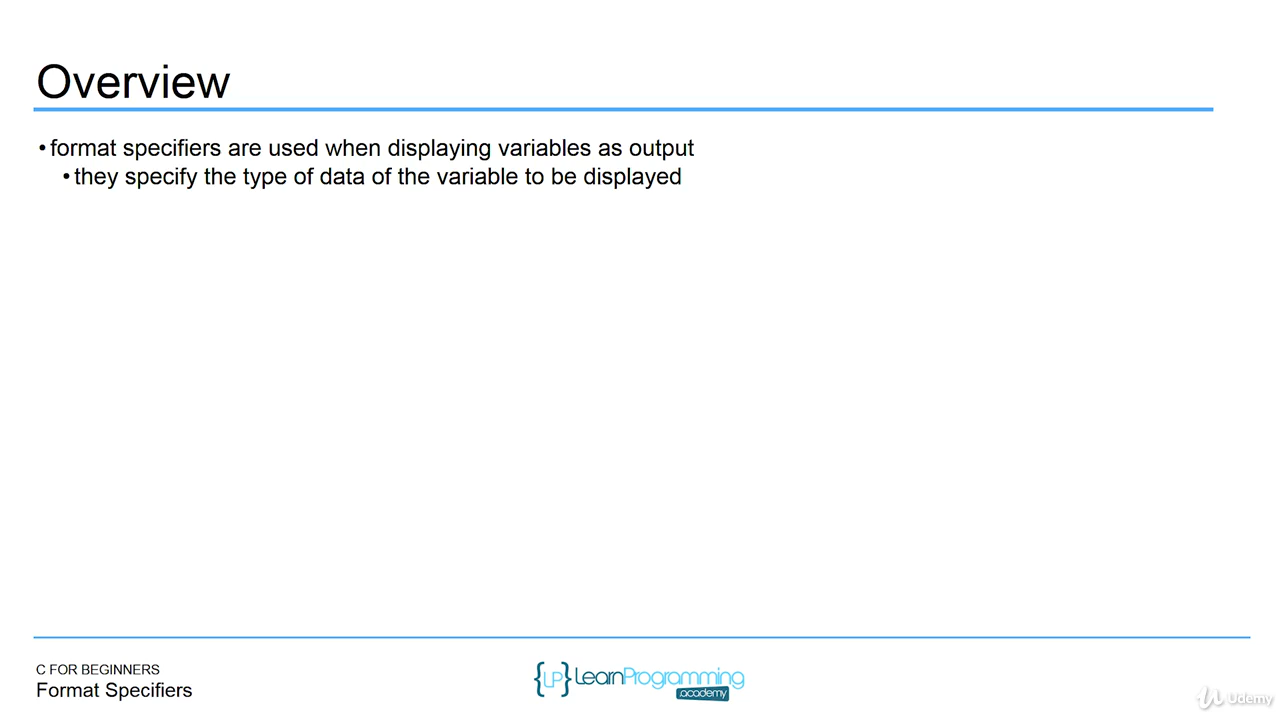 Overview
•format specifiers are used when displaying variables as output
•they specify the type of data of the variable to be displayed
C FOR BEGINNERS
Format Specifiers
{LP}LearnProgramming
.academy
Udemy